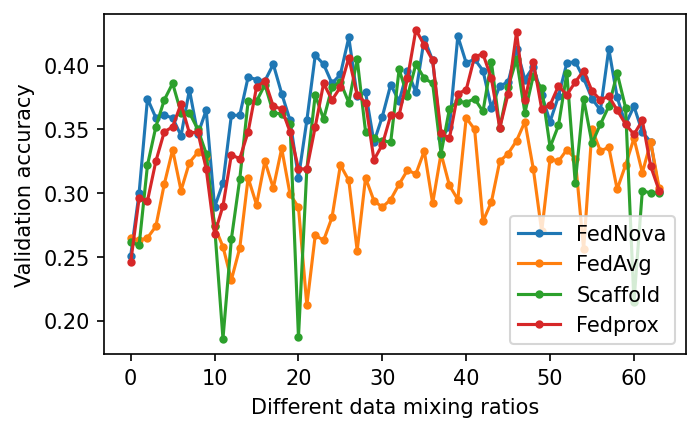 0.40
0.35
0.30
0.25
0.20
Validation accuracy
0 10 20 30 40 50 60
Different data mixing ratios
FedNova
FedAvg
Scaffold
Fedprox